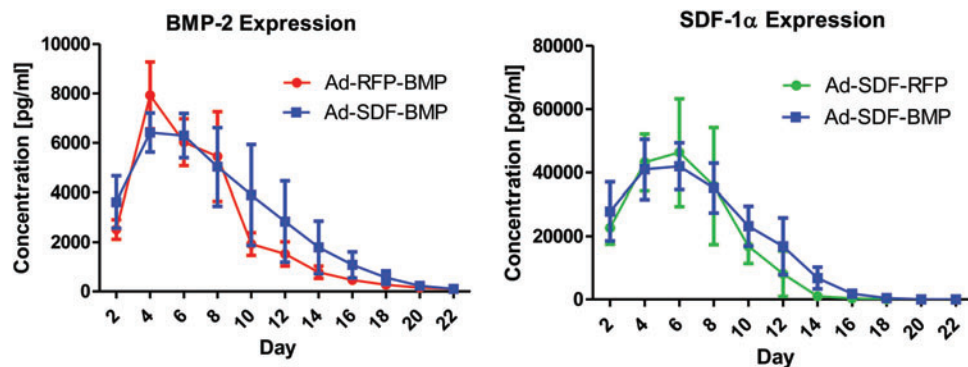 BMP-2 Expression
10000
8000
6000
4000
2000
0
Concentration [pg/ml]
Ad-RFP-BMP
Ad-SDF-BMP
2 4 6 8 10 12 14 16 18 20 22
Day
SDF-1α Expression
80000
60000
40000
20000
0
Concentration [pg/ml]
Ad-SDF-RFP
Ad-SDF-BMP
2 4 6 8 10 12 14 16 18 20 22
Day